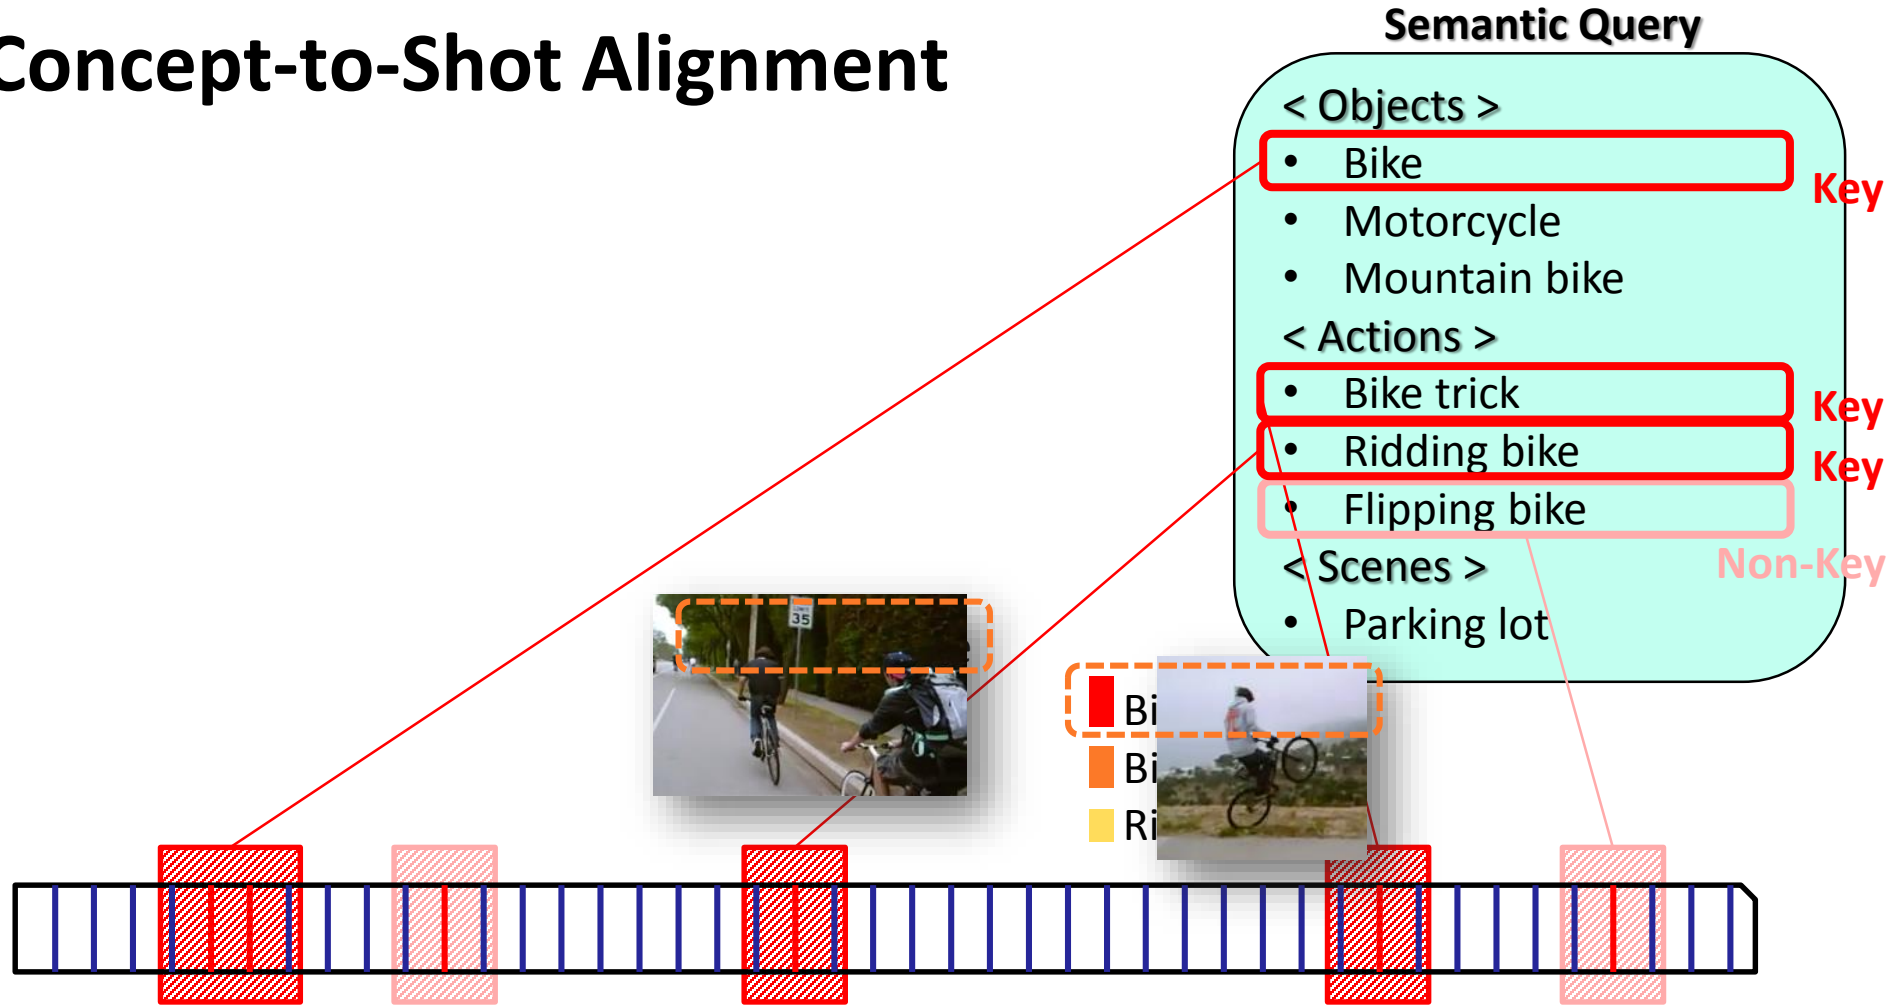 Concept-to-Shot Alignment
Semantic Query
< Objects >
• Bike
Key
• Motorcycle
• Mountain bike
< Actions >
• Bike trick
Key
• Ridding bike
Key
• Flipping bike
Non-Key
< Scenes >
• Parking lot
35
Bi
Bi
Ri